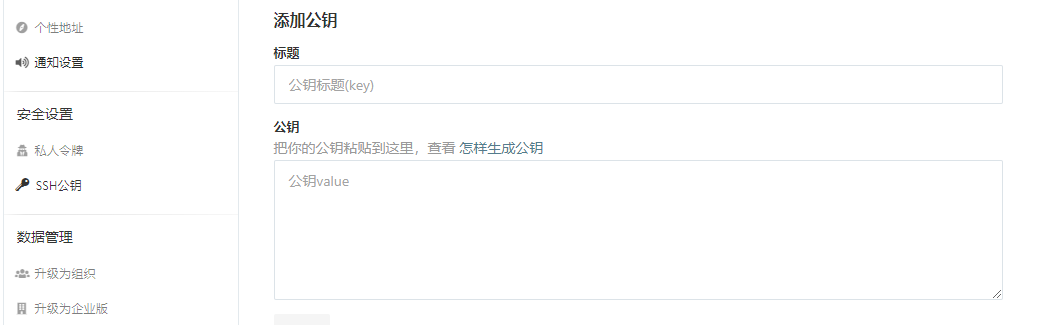 个性地址
通知设置
安全设置
私人令牌
SSH公钥
数据管理
升级为组织
升级为企业版
添加公钥
标题
公钥标题(key)
公钥
把你的公钥粘贴到这里，查看 怎样生成公钥
公钥value